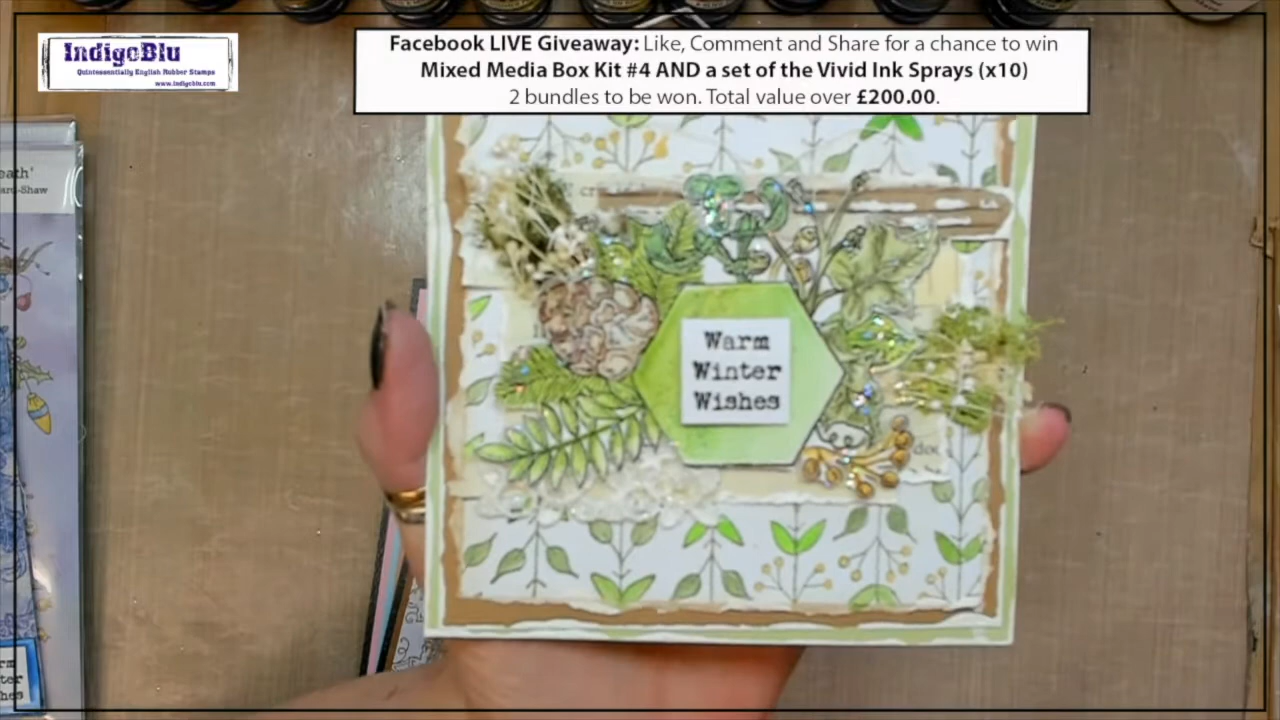 IndigoBlu
Quintessentially English Rubber Stamps
www.indigoblu.com
Facebook LIVE Giveaway: Like, Comment and Share for a chance to win
Mixed Media Box Kit #4 AND a set of the Vivid Ink Sprays (x10)
2 bundles to be won. Total value over £200.00.
Warm
Winter
Wishes